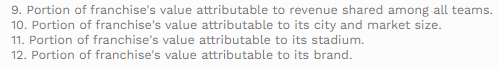 9. Portion of franchise's value attributable to revenue shared among all teams.
10. Portion of franchise's value attributable to its city and market size.
11. Portion of franchise's value attributable to its stadium.
12. Portion of franchise's value attributable to its brand.